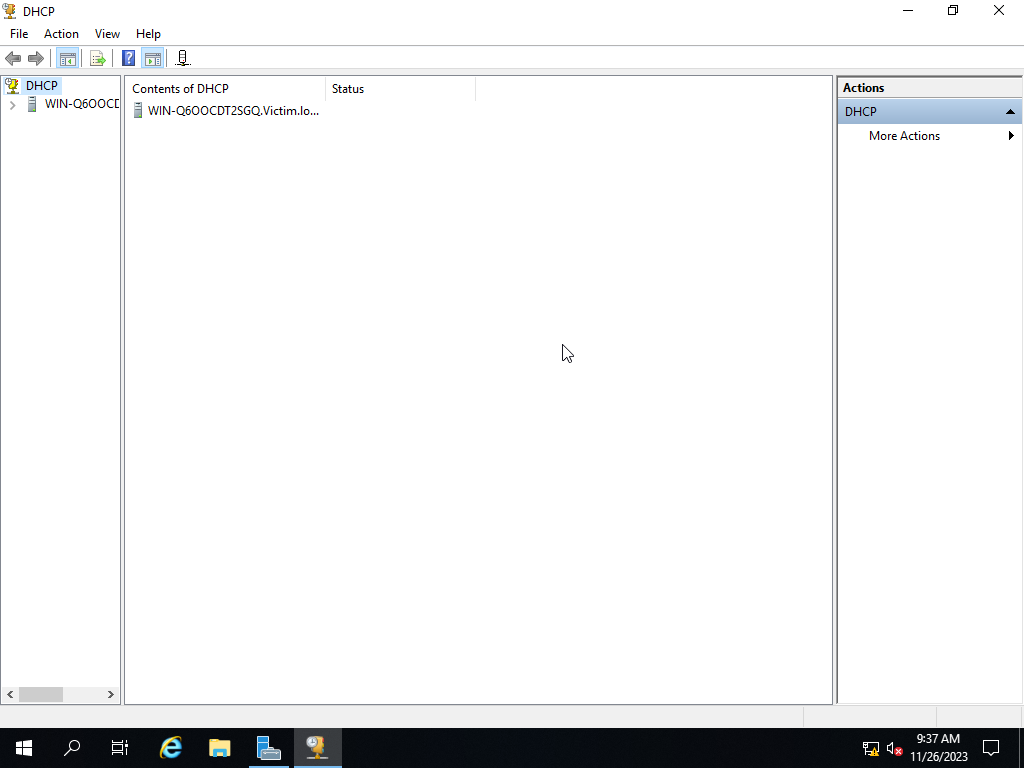 DHCP
File Action View Help
DHCP
WIN-Q6OOCD
Contents of DHCP Status
WIN-Q6OOCDT2SGQ.Victim.lo...
Actions
DHCP
More Actions
9:37 AM
11/26/2023